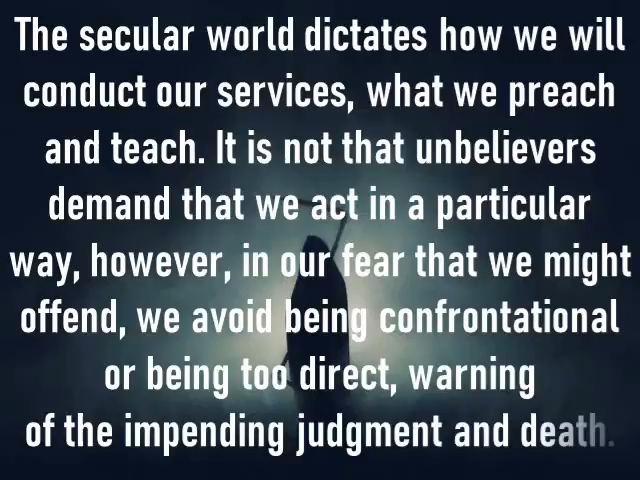 The secular world dictates how we will
conduct our services, what we preach
and teach. It is not that unbelievers
demand that we act in a particular
way, however, in our fear that we might
offend, we avoid being confrontational
or being too direct, warning
of the impending judgment and death.